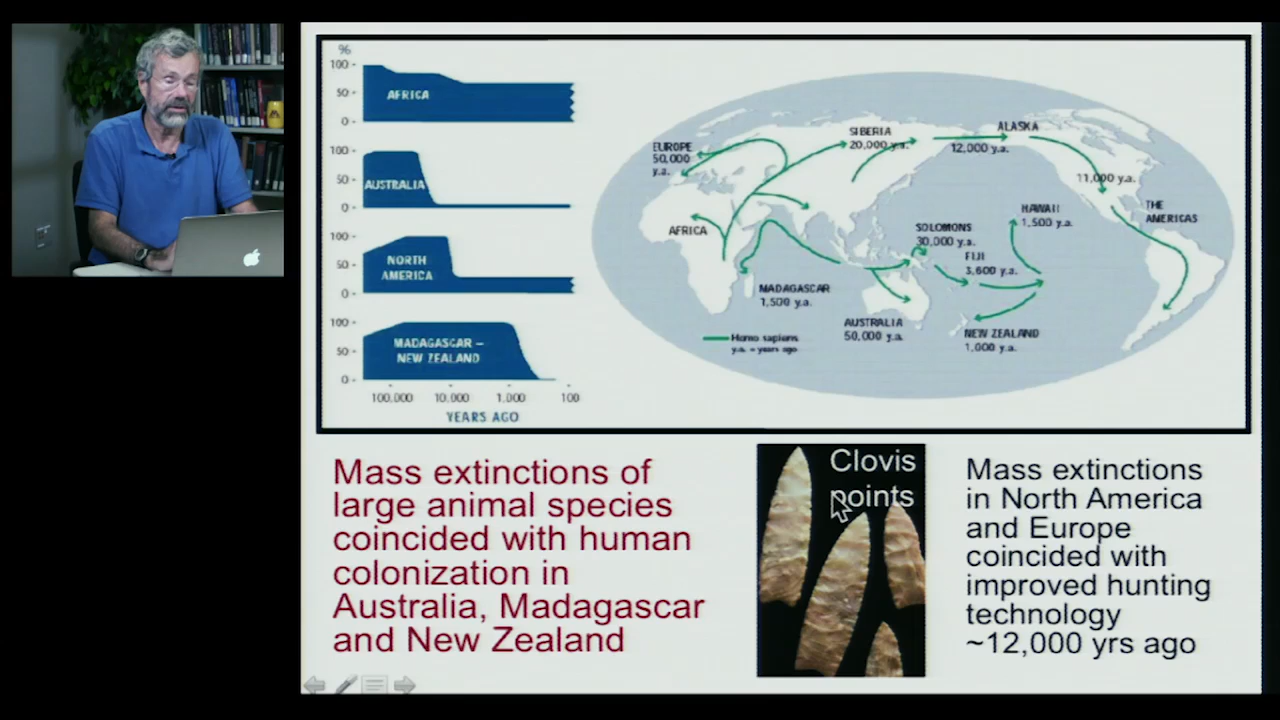 %
100
50
0
AFRICA
100
50
0
AUSTRALIA
100
50
0
NORTH
AMERICA
100
50
0
MADAGASCAR –
NEW ZEALAND
100,000 10,000 1,000 100
YEARS AGO
EUROPE
50,000
y.a.
SIBERIA
20,000 y.a.
ALASKA
12,000 y.a.
11,000 y.a.
THE
AMERICAS
HAWAII
1,500 y.a.
AFRICA
SOLOMONS
30,000 y.a.
FIJI
3,600 y.a.
MADAGASCAR
1,500 y.a.
AUSTRALIA
50,000 y.a.
NEW ZEALAND
1,000 y.a.
Homo sapiens
y.a. = years ago
Mass extinctions of
large animal species
coincided with human
colonization in
Australia, Madagascar
and New Zealand
Clovis
points
Mass extinctions
in North America
and Europe
coincided with
improved hunting
technology
~12,000 yrs ago